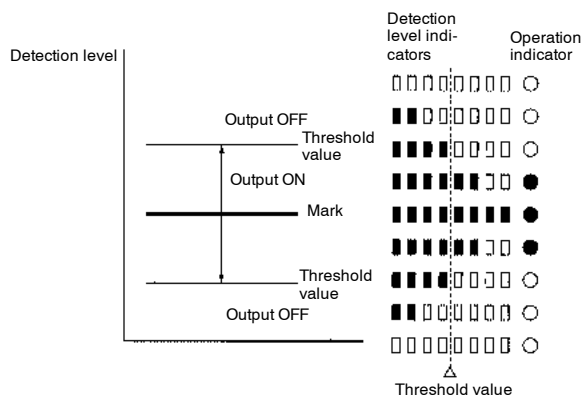 Detection
level indi-
cators
Operation
indicator
Detection level
Output OFF
Threshold
value
Output ON
Mark
Threshold
value
Output OFF
Threshold value